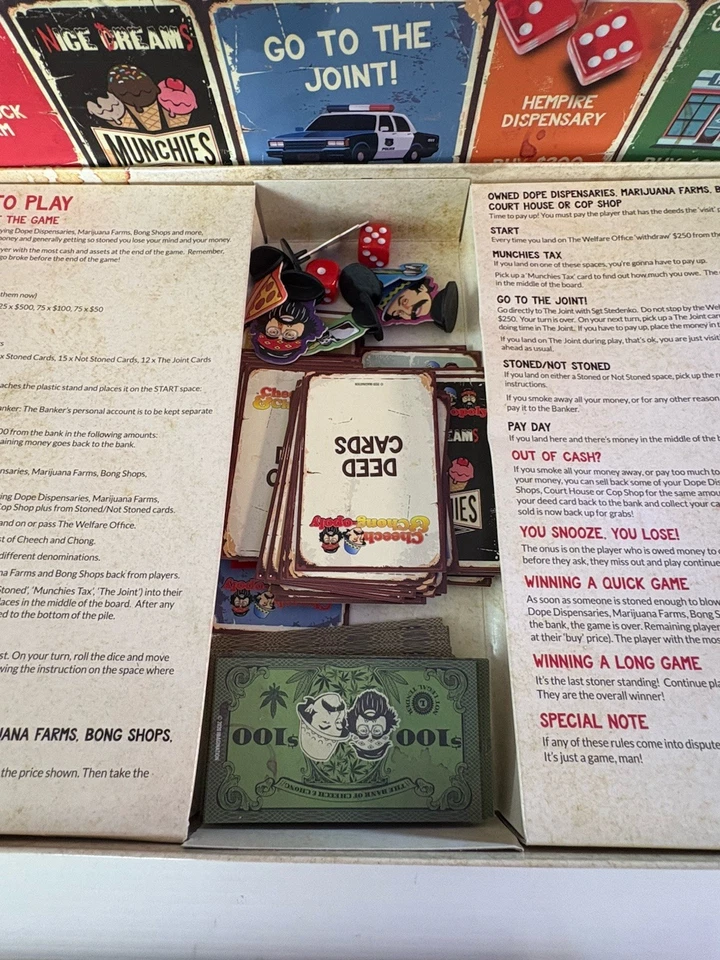 NICE CREAMS
MUNCHIES
GO TO THE
JOINT!
HEMPIRE
DISPENSARY
TO PLAY
THE GAME
ying Dope Dispensaries, Marijuana Farms, Bong Shops and more,
money and generally getting so stoned you lose your mind and your money.
yer with the most cash and assets at the end of the game. Remember,
go broke before the end of the game!
them now)
25 x $500, 75 x $100, 75 x $50
x Stoned Cards, 15 x Not Stoned Cards, 12 x The Joint Cards
aches the plastic stand and places it on the START space.
anker: The Banker's personal account is to be kept separate
00 from the bank in the following amounts:
aining money goes back to the bank.
nsaries, Marijuana Farms, Bong Shops,
ing Dope Dispensaries, Marijuana Farms,
Cop Shop plus from Stoned/Not Stoned cards.
and on or pass The Welfare Office.
st of Cheech and Chong.
different denominations.
na Farms and Bong Shops back from players.
Stoned', 'Munchies Tax', 'The Joint') into their
laces in the middle of the board. After any
ed to the bottom of the pile.
st. On your turn, roll the dice and move
wing the instruction on the space where
UANA FARMS, BONG SHOPS,
the price shown. Then take the
DEED
CARDS
Cheech
&Chong
opoly
$100
$100
THE BANK OF CHEECH & CHONG
OWNED DOPE DISPENSARIES, MARIJUANA FARMS, B
COURT HOUSE OR COP SHOP
Time to pay up! You must pay the player that has the deeds the 'visit'
START
Every time you land on The Welfare Office 'withdraw' $250 from the
MUNCHIES TAX
If you land on one of these spaces, you're gonna have to pay up.
Pick up a 'Munchies Tax' card to find out how much you owe. The
in the middle of the board.
GO TO THE JOINT!
Go directly to The Joint with Sgt Stedenko. Do not stop by the We
$250. Your turn is over. On your next turn, pick up a The Joint car
doing time in The Joint. If you have to pay up, place the money in t
If you land on The Joint during play, that's ok, you are just visit
ahead as usual.
STONED/NOT STONED
If you land on either a Stoned or Not Stoned space, pick up the r
instructions.
If you smoke away all your money, or for any other reason
pay it to the Banker.
PAY DAY
If you land here and there's money in the middle of the b
OUT OF CASH?
If you smoke all your money away, or pay too much to
your money, you can sell back some of your Dope Dis
Shops, Court House or Cop Shop for the same amou
your deed card back to the bank and collect your ca
sold is now back up for grabs!
YOU SNOOZE, YOU LOSE!
The onus is on the player who is owed money to
before they ask, they miss out and play continue
WINNING A QUICK GAME
As soon as someone is stoned enough to blow
Dope Dispensaries, Marijuana Farms, Bong S
the bank, the game is over. Remaining player
at their 'buy' price). The player with the mos
WINNING A LONG GAME
It's the last stoner standing! Continue pla
They are the overall winner!
SPECIAL NOTE
If any of these rules come into dispute
It's just a game, man!